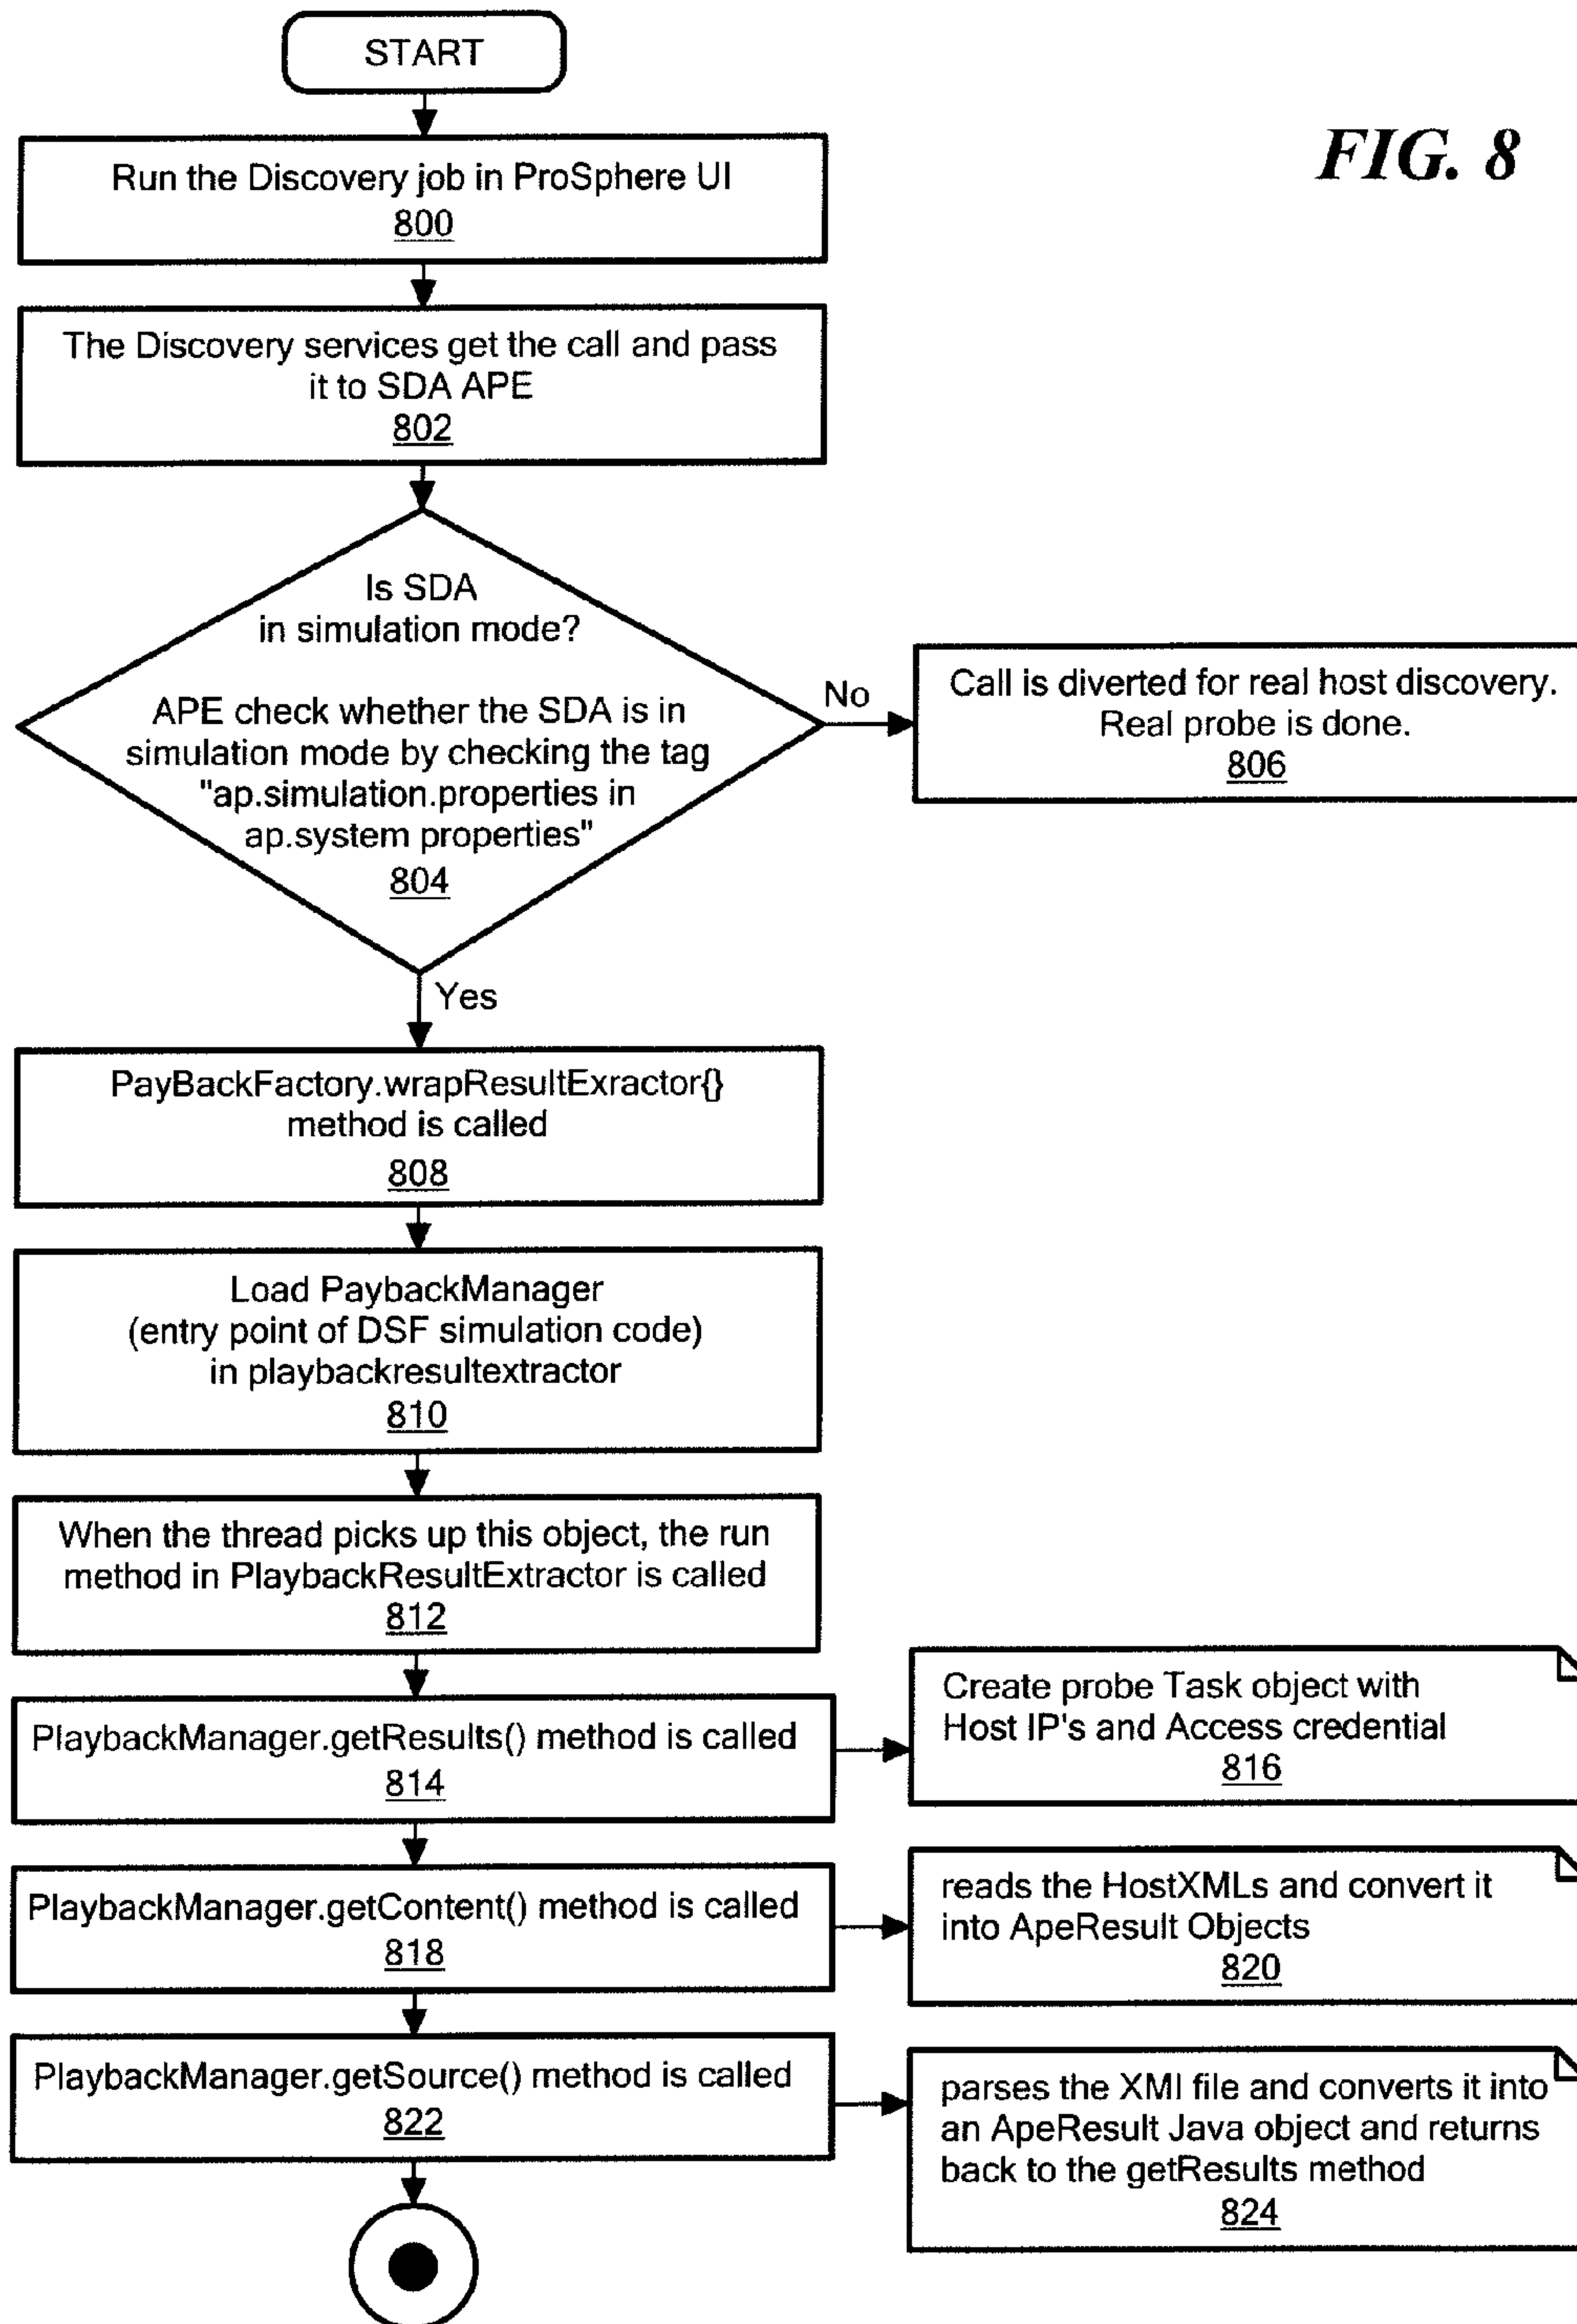 START
FIG. 8
Run the Discovery job in ProSphere UI
800
The Discovery services get the call and pass
it to SDA APE
802
Is SDA
in simulation mode?
APE check whether the SDA is in
simulation mode by checking the tag
"ap.simulation.properties in
ap.system properties"
804
No
Call is diverted for real host discovery.
Real probe is done.
806
Yes
PayBackFactory.wrapResultExractor{}
method is called
808
Load PaybackManager
(entry point of DSF simulation code)
in playbackresultextractor
810
When the thread picks up this object, the run
method in PlaybackResultExtractor is called
812
PlaybackManager.getResults() method is called
814
Create probe Task object with
Host IP's and Access credential
816
PlaybackManager.getContent() method is called
818
reads the HostXMLs and convert it
into ApeResult Objects
820
PlaybackManager.getSource() method is called
822
parses the XMl file and converts it into
an ApeResult Java object and returns
back to the getResults method
824